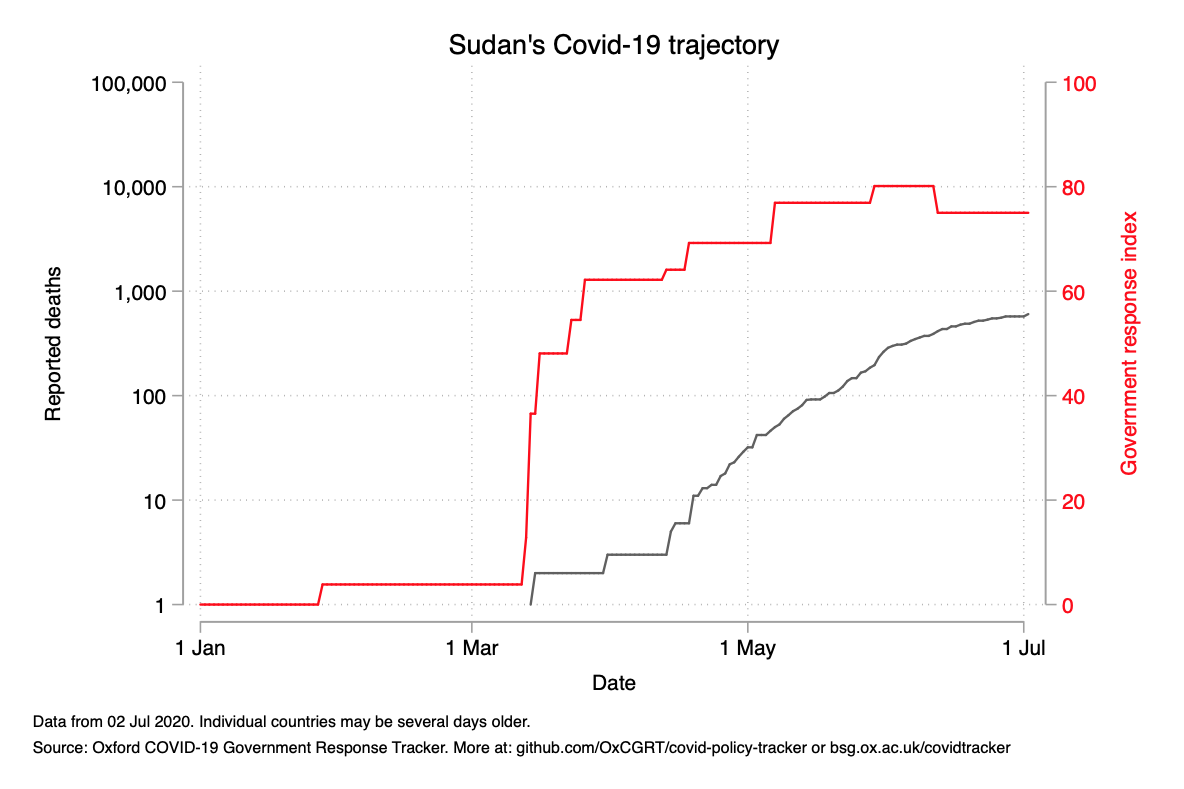 Sudan's Covid-19 trajectory
100,000
10,000
1,000
100
10
1
Reported deaths
100
80
60
40
20
0
Government response index
1 Jan
1 Mar
1 May
1 Jul
Date
Data from 02 Jul 2020. Individual countries may be several days older.
Source: Oxford COVID-19 Government Response Tracker. More at: github.com/OxCGRT/covid-policy-tracker or bsg.ox.ac.uk/covidtracker